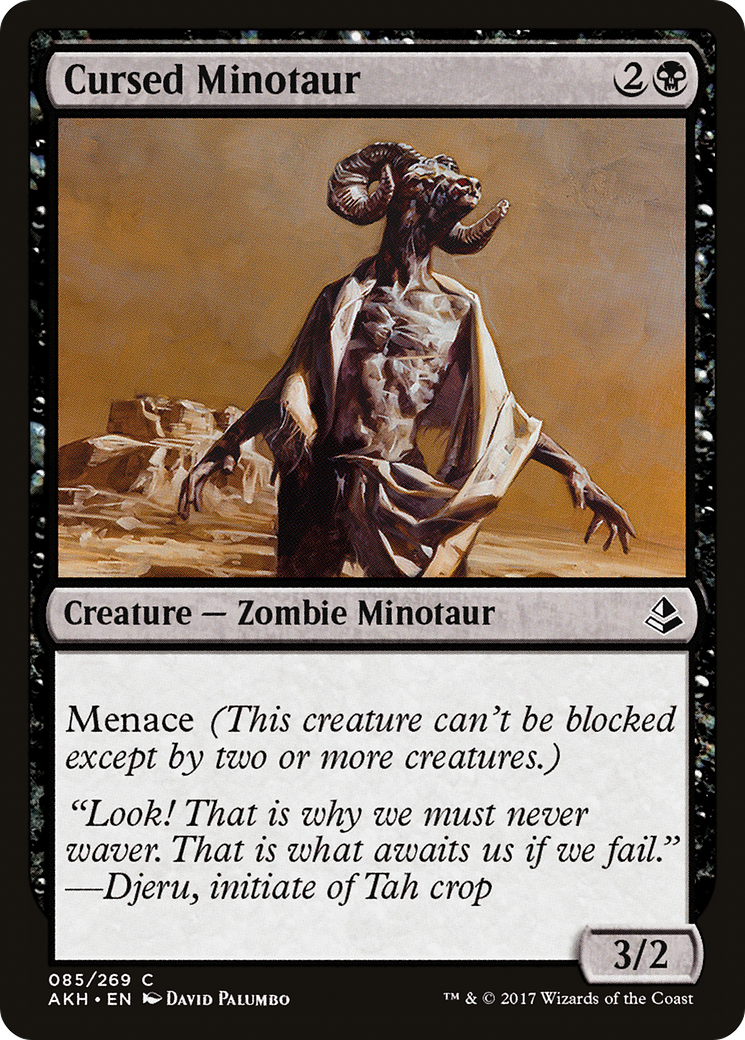 Cursed Minotaur 2
Creature — Zombie Minotaur
Menace (This creature can't be blocked
except by two or more creatures.)
“Look! That is why we must never
waver. That is what awaits us if we fail.”
—Djeru, initiate of Tah crop
3/2
085/269 C
AKH • EN David Palumbo
™ & © 2017 Wizards of the Coast